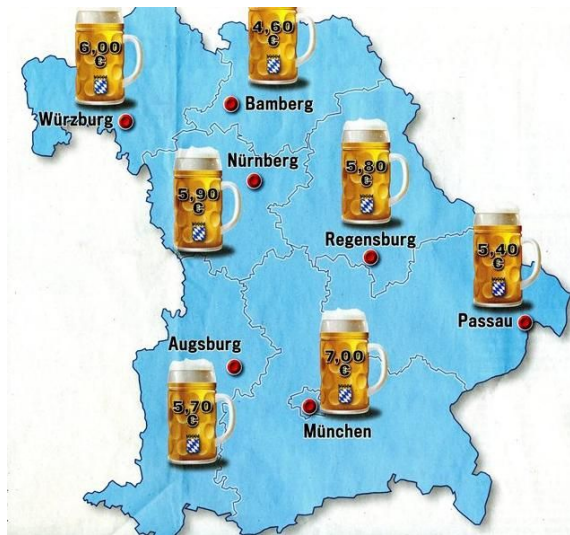 6,00
€
Würzburg
4,60
€
Bamberg
5,90
€
Nürnberg
5,80
€
Regensburg
5,40
€
Passau
Augsburg
5,70
€
7,00
€
München